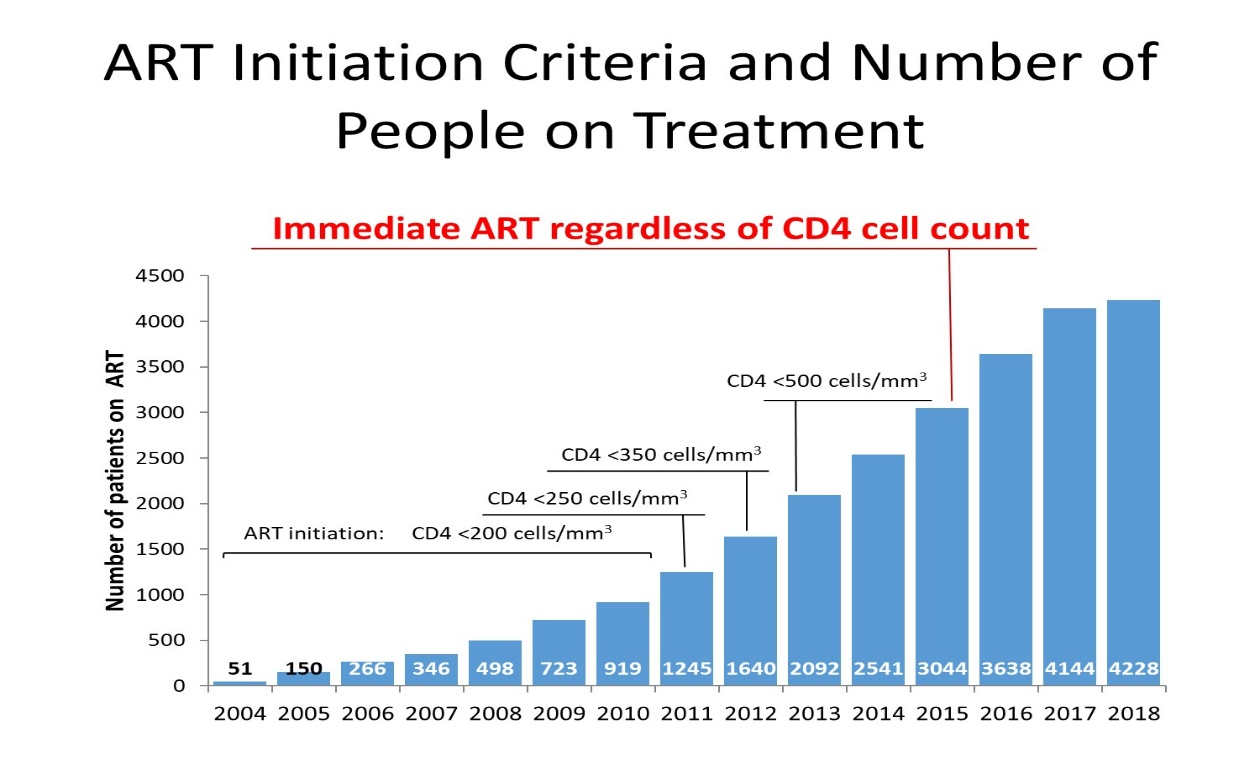 ART Initiation Criteria and Number of
People on Treatment
Immediate ART regardless of CD4 cell count
Number of patients on ART
4500
4000
3500
3000
2500
2000
1500
1000
500
0
CD4 <500 cells/mm³
CD4 <350 cells/mm³
CD4 <250 cells/mm³
ART initiation: CD4 <200 cells/mm³
51 150 266 346 498 723 919 1245 1640 2092 2541 3044 3638 4144 4228
2004 2005 2006 2007 2008 2009 2010 2011 2012 2013 2014 2015 2016 2017 2018